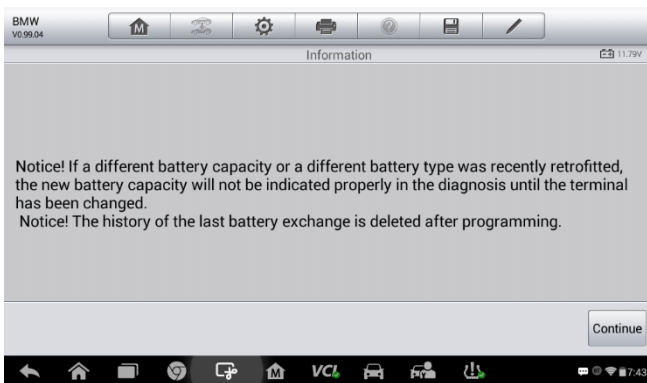 BMW
V0.99.04
M
?
Information
11.79V
Notice! If a different battery capacity or a different battery type was recently retrofitted,
the new battery capacity will not be indicated properly in the diagnosis until the terminal
has been changed.
Notice! The history of the last battery exchange is deleted after programming.
Continue
M
VCI
7:43